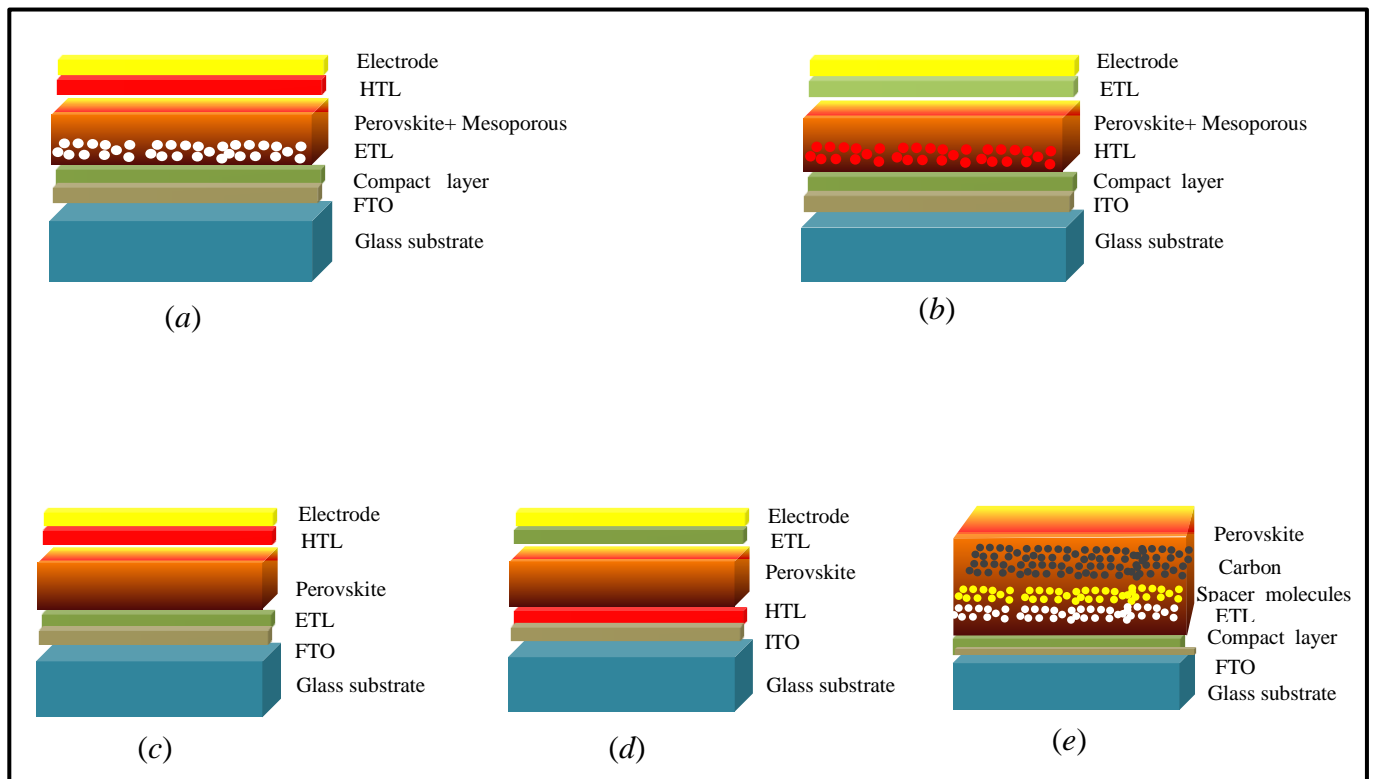 Electrode
HTL
Perovskite+ Mesoporous
ETL
Compact layer
FTO
Glass substrate
(a)
Electrode
ETL
Perovskite+ Mesoporous
HTL
Compact layer
ITO
Glass substrate
(b)
Electrode
HTL
Perovskite
ETL
FTO
Glass substrate
(c)
Electrode
ETL
Perovskite
HTL
ITO
Glass substrate
(d)
Perovskite
Carbon
Spacer molecules
ETL
Compact layer
FTO
Glass substrate
(e)